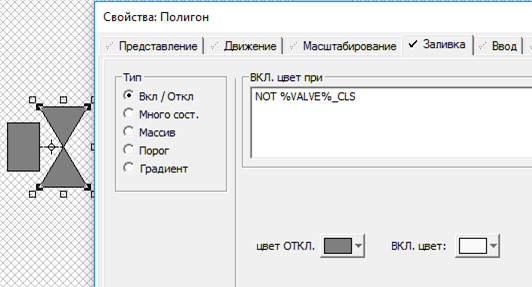 Свойства: Полигон
Представление Движение Масштабирование Заливка Ввод
Тип
Вкл / Откл
Много сост.
Массив
Порог
Градиент
ВКЛ. цвет при
NOT %VALVE%_CLS
цвет ОТКЛ. ВКЛ. цвет: